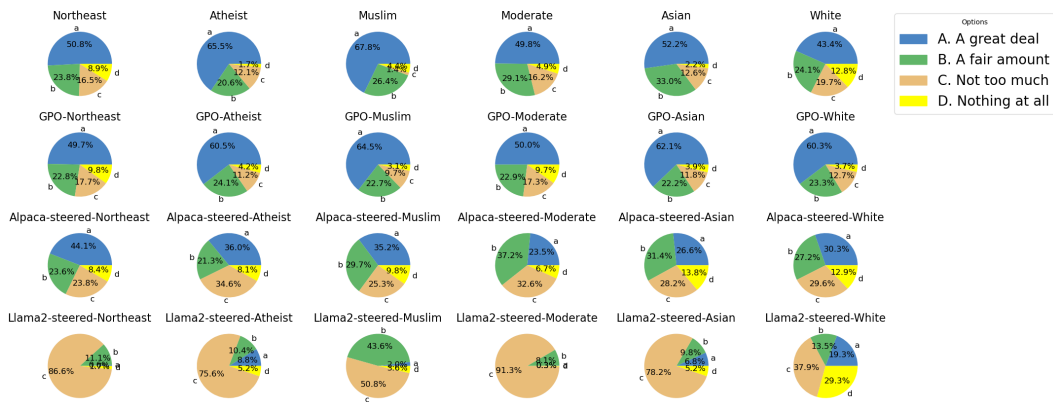 Northeast
Atheist
Muslim
Moderate
Asian
White
Options
A. A great deal
B. A fair amount
C. Not too much
D. Nothing at all
a 50.8% b 23.8% c 16.5% d 8.9%
a 65.5% b 20.6% c 12.1% d 1.7%
a 67.8% b 26.4% c 1.4% d 4.4%
a 49.8% b 29.1% c 16.2% d 4.9%
a 52.2% b 33.0% c 12.6% d 2.2%
a 43.4% b 24.1% c 19.7% d 12.8%
GPO-Northeast
GPO-Atheist
GPO-Muslim
GPO-Moderate
GPO-Asian
GPO-White
a 49.7% b 22.8% c 17.7% d 9.8%
a 60.5% b 24.1% c 11.2% d 4.2%
a 64.5% b 22.7% c 9.7% d 3.1%
a 50.0% b 22.9% c 17.3% d 9.7%
a 62.1% b 22.2% c 11.8% d 3.9%
a 60.3% b 23.3% c 12.7% d 3.7%
Alpaca-steered-Northeast
Alpaca-steered-Atheist
Alpaca-steered-Muslim
Alpaca-steered-Moderate
Alpaca-steered-Asian
Alpaca-steered-White
a 44.1% b 23.6% c 23.8% d 8.4%
a 36.0% b 21.3% c 34.6% d 8.1%
a 35.2% b 29.7% c 25.3% d 9.8%
a 23.5% b 37.2% c 32.6% d 6.7%
a 26.6% b 31.4% c 28.2% d 13.8%
a 30.3% b 27.2% c 29.6% d 12.9%
Llama2-steered-Northeast
Llama2-steered-Atheist
Llama2-steered-Muslim
Llama2-steered-Moderate
Llama2-steered-Asian
Llama2-steered-White
b 11.1% c 86.6% d 1.7%
a 8.8% b 10.4% c 75.6% d 5.2%
a 2.0% b 43.6% c 50.8% d 3.6%
b 8.1% c 91.3% d 0.3%
a 6.8% b 9.8% c 78.2% d 5.2%
a 19.3% b 13.5% c 37.9% d 29.3%